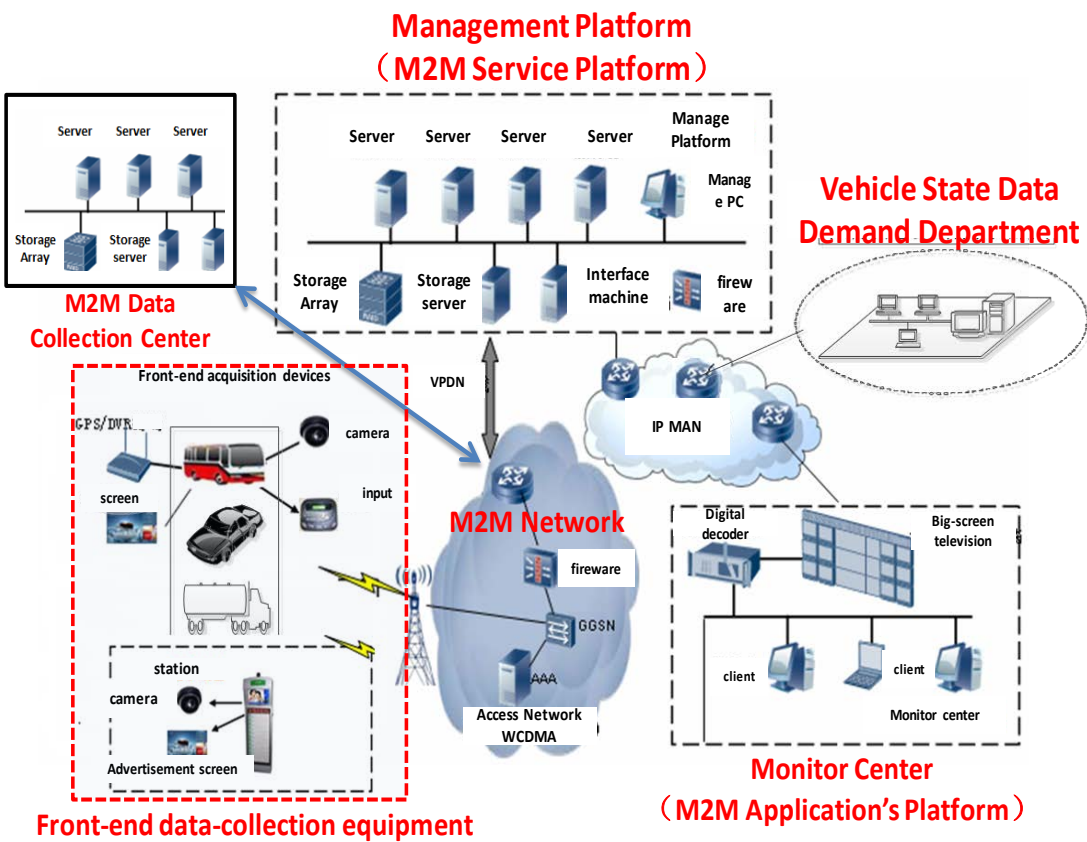 Management Platform
（M2M Service Platform）
Server Server Server
Storage
Array
Storage
server
M2M Data
Collection Center
Server Server Server Server
Manage
Platform
Manag
e PC
Storage
Array
Storage
server
Interface
machine
firew
are
Vehicle State Data
Demand Department
VPDN
IP MAN
Front-end acquisition devices
GPS/DVR
camera
screen
input
station
camera
Advertisement screen
Front-end data-collection equipment
M2M Network
fireware
GGSN
AAA
Access Network
WCDMA
Digital
decoder
Big-screen
television
client
client
Monitor center
Monitor Center
（M2M Application's Platform）